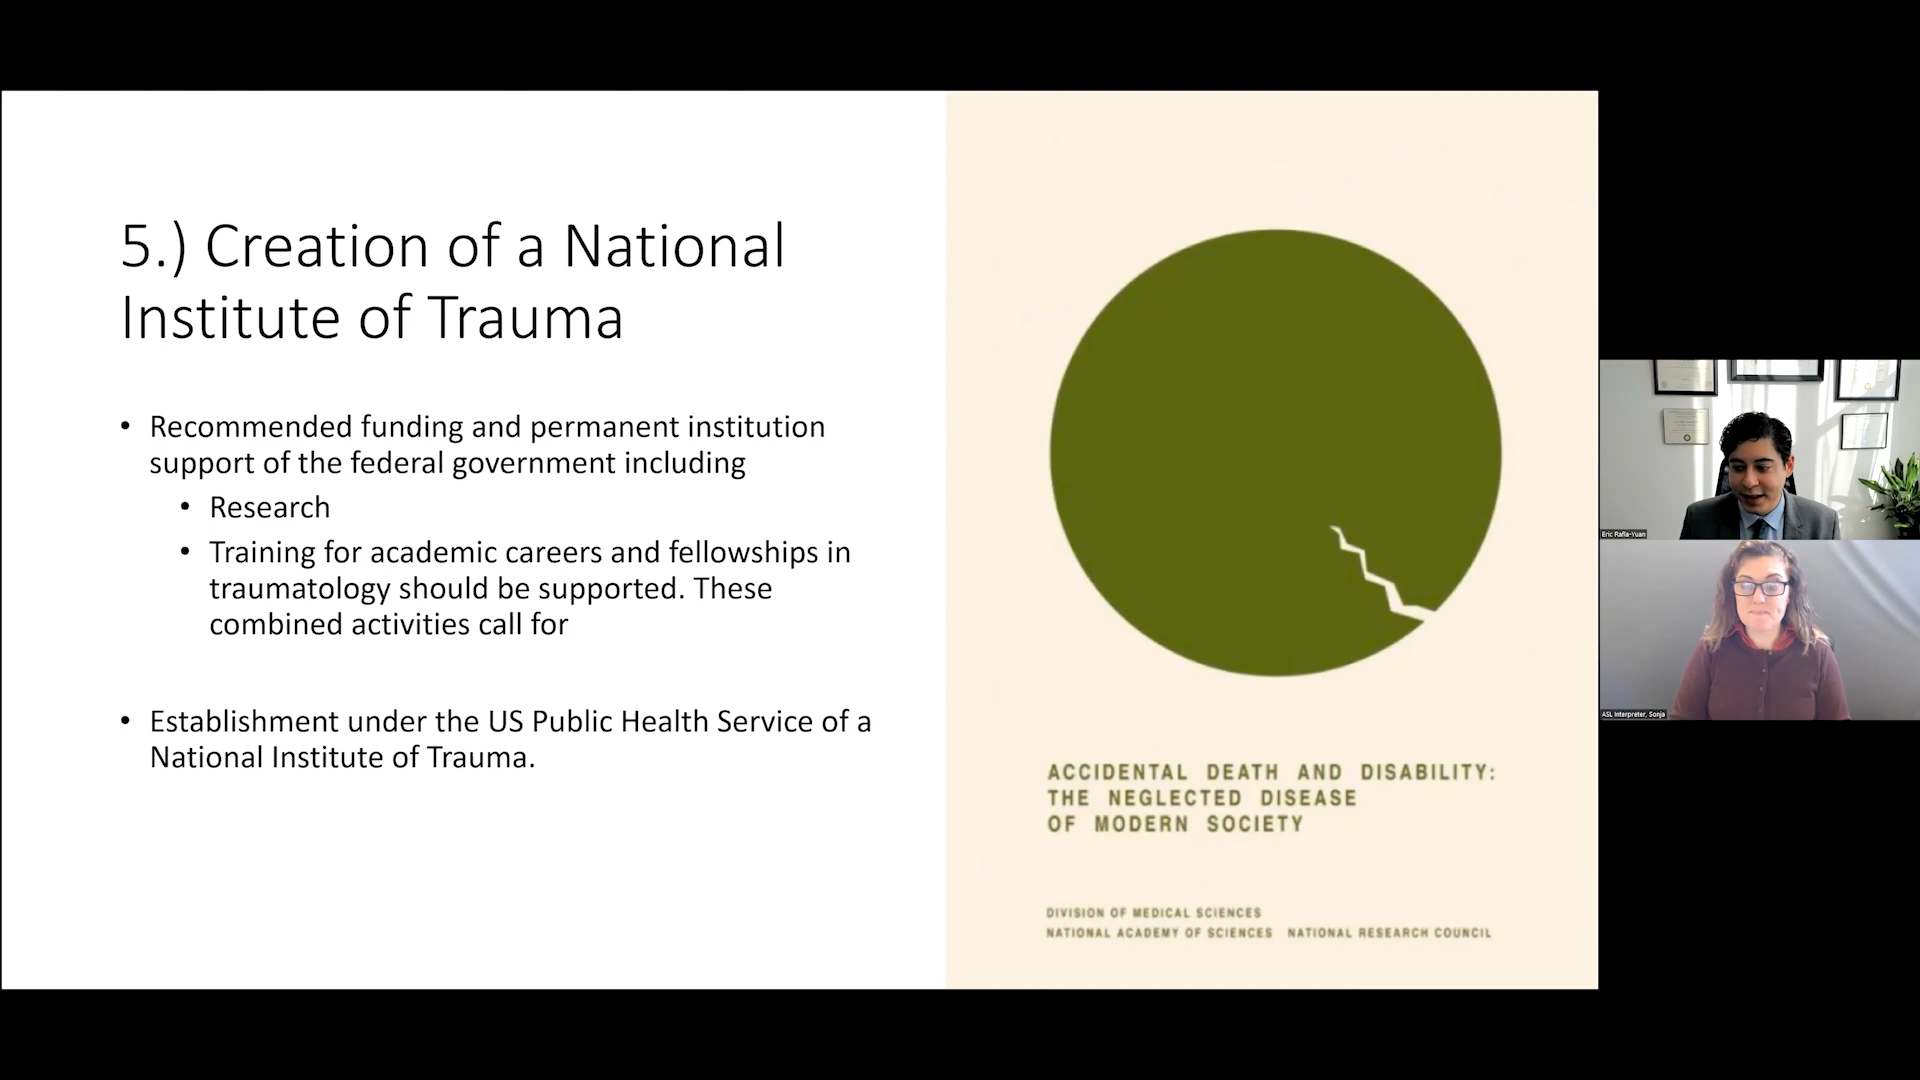 5.) Creation of a National
Institute of Trauma
• Recommended funding and permanent institution
support of the federal government including
• Research
• Training for academic careers and fellowships in
traumatology should be supported. These
combined activities call for
• Establishment under the US Public Health Service of a
National Institute of Trauma.
ACCIDENTAL DEATH AND DISABILITY:
THE NEGLECTED DISEASE
OF MODERN SOCIETY
DIVISION OF MEDICAL SCIENCES
NATIONAL ACADEMY OF SCIENCES NATIONAL RESEARCH COUNCIL
Eric Rafla-Yuan
ASL Interpreter, Sonja